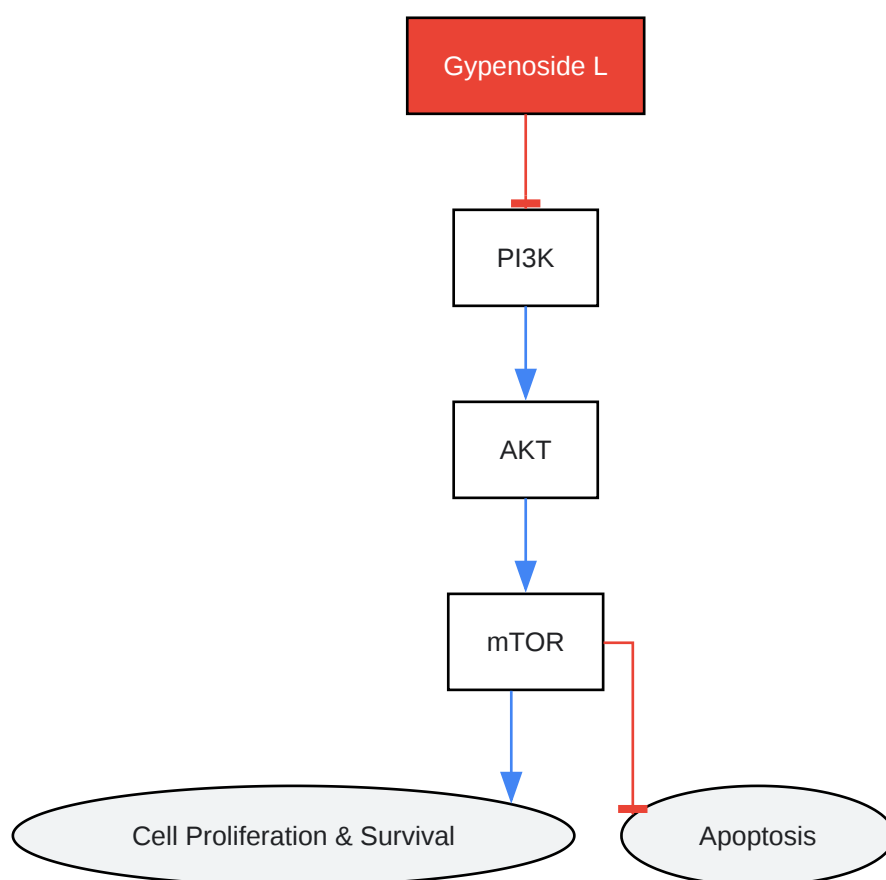 Gypenoside L
PI3K
AKT
mTOR
Cell Proliferation & Survival
Apoptosis